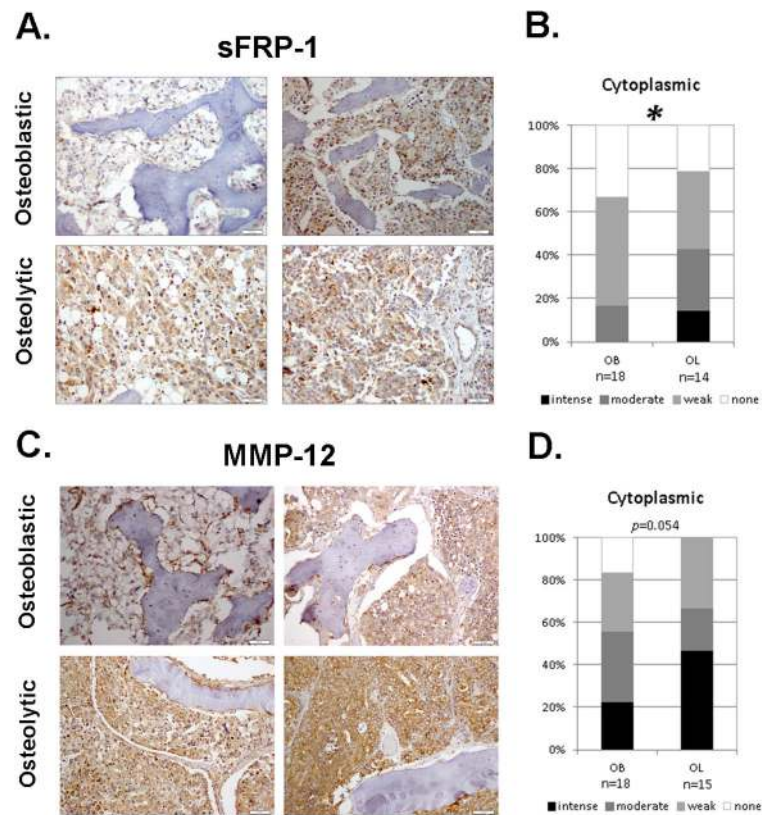 A.
sFRP-1
Osteoblastic
Osteolytic
B.
Cytoplasmic
*
100%
80%
60%
40%
20%
0%
OB
OL
n=18
n=14
intense moderate weak none
C.
MMP-12
Osteoblastic
Osteolytic
D.
Cytoplasmic
p=0.054
100%
80%
60%
40%
20%
0%
OB
OL
n=18
n=15
intense moderate weak none